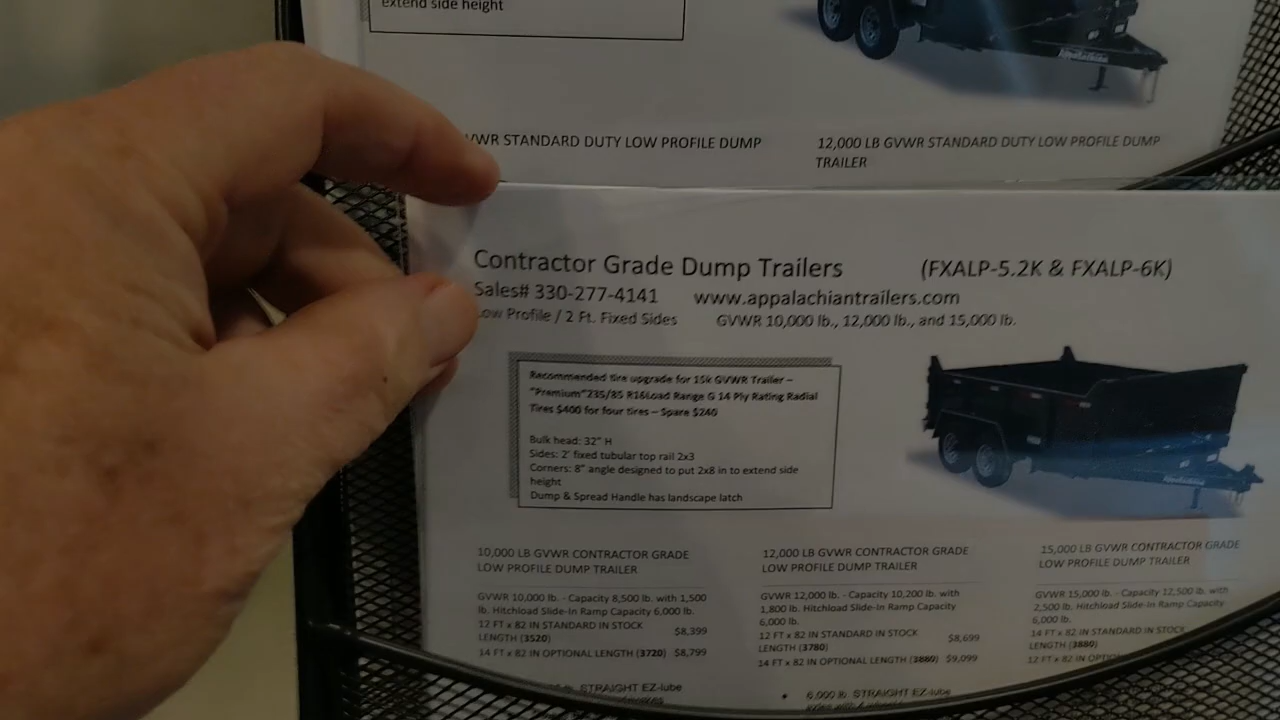 extend side height
VWR STANDARD DUTY LOW PROFILE DUMP
12,000 LB GVWR STANDARD DUTY LOW PROFILE DUMP
TRAILER
Contractor Grade Dump Trailers (FXALP-5.2K & FXALP-6K)
Sales# 330-277-4141 www.appalachiantrailers.com
Low Profile / 2 Ft. Fixed Sides GVWR 10,000 lb., 12,000 lb., and 15,000 lb.
Recommended tire upgrade for 15k GVWR Trailer –
"Premium"235/85 R16Load Range G 14 Ply Rating Radial
Tires $400 for four tires – Spare $240
Bulk head: 32" H
Sides: 2' fixed tubular top rail 2x3
Corners: 8" angle designed to put 2x8 in to extend side
height
Dump & Spread Handle has landscape latch
10,000 LB GVWR CONTRACTOR GRADE
LOW PROFILE DUMP TRAILER
GVWR 10,000 lb. - Capacity 8,500 lb. with 1,500
lb. Hitchload Slide-In Ramp Capacity 6,000 lb.
12 FT x 82 IN STANDARD IN STOCK
LENGTH (3520) $8,399
14 FT x 82 IN OPTIONAL LENGTH (3720) $8,799
STRAIGHT EZ-lube
12,000 LB GVWR CONTRACTOR GRADE
LOW PROFILE DUMP TRAILER
GVWR 12,000 lb. - Capacity 10,200 lb. with
1,800 lb. Hitchload Slide-In Ramp Capacity
6,000 lb.
12 FT x 82 IN STANDARD IN STOCK
LENGTH (3780) $8,699
14 FT x 82 IN OPTIONAL LENGTH (3880) $9,099
• 6,000 lb. STRAIGHT EZ-lube
15,000 LB GVWR CONTRACTOR GRADE
LOW PROFILE DUMP TRAILER
GVWR 15,000 lb. - Capacity 12,500 lb. with
2,500 lb. Hitchload Slide-In Ramp Capacity
6,000 lb.
14 FT x 82 IN STANDARD IN STOCK
LENGTH (3880)
12 FT x 82 IN